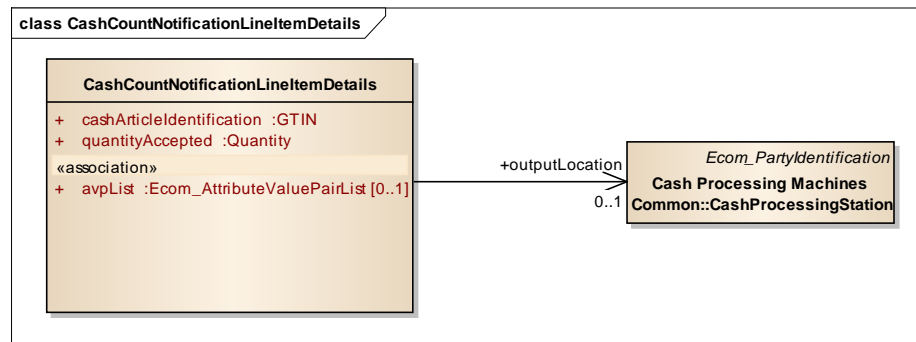 class CashCountNotificationLineItemDetails
CashCountNotificationLineItemDetails
+ cashArticleIdentification :GTIN
+ quantityAccepted :Quantity
«association»
+ avpList :Ecom_AttributeValuePairList [0..1]
+outputLocation
0..1
Ecom_PartyIdentification
Cash Processing Machines
Common::CashProcessingStation